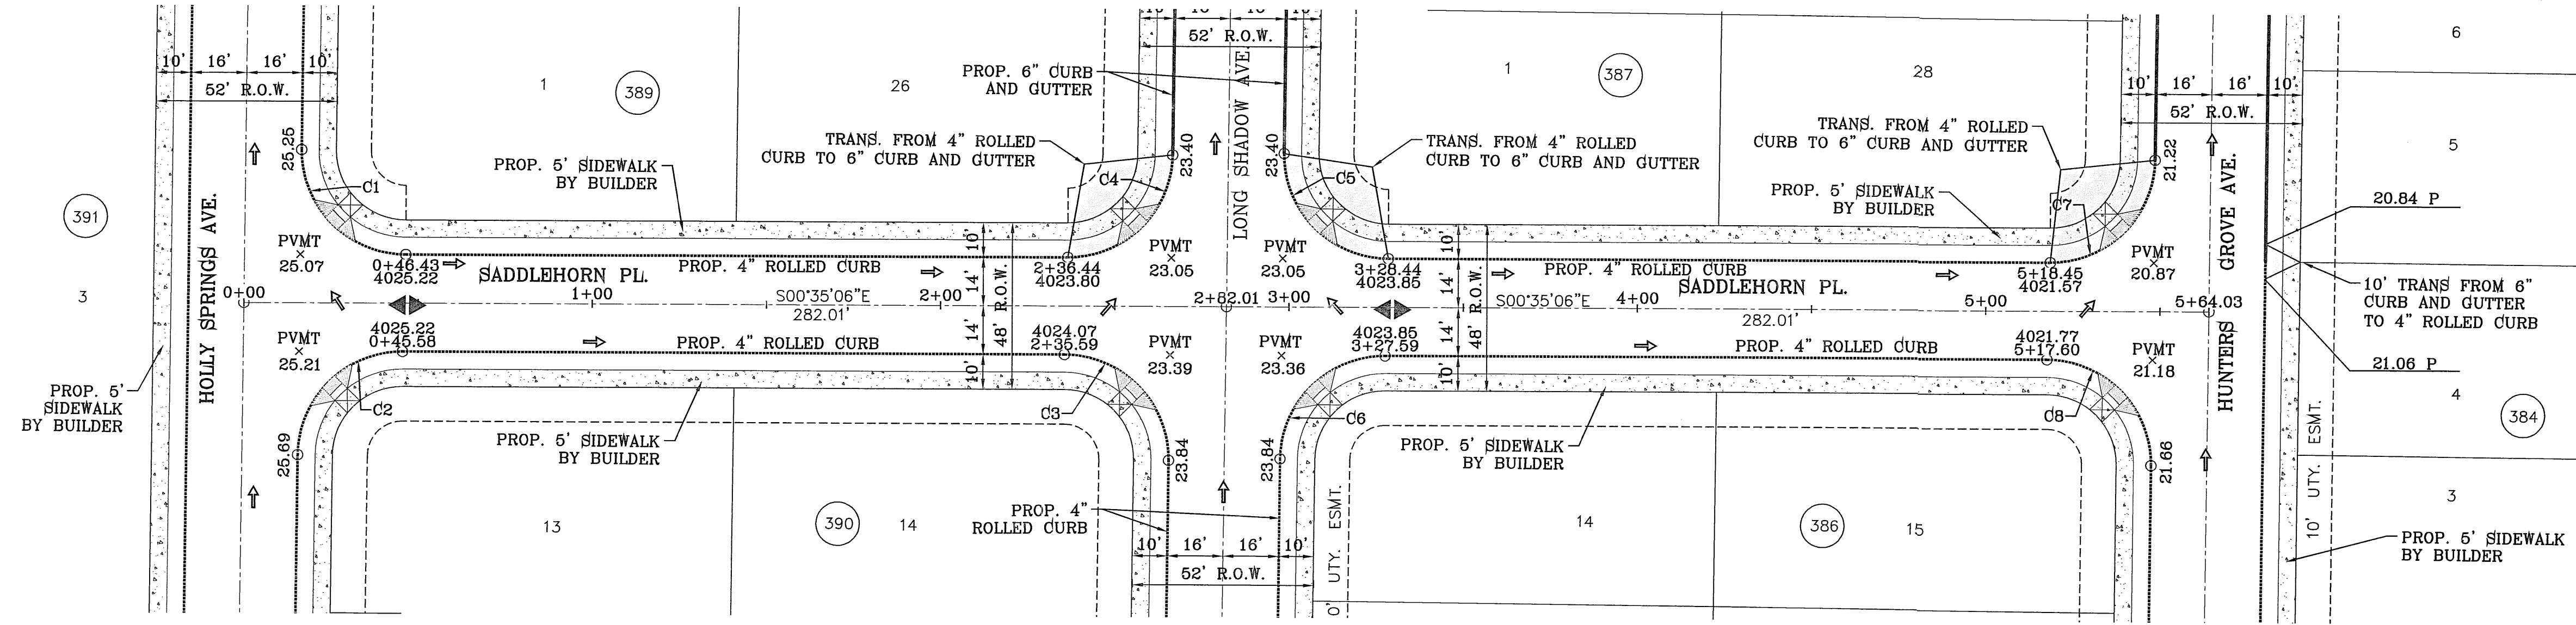 10' 16' 16' 10'
52' R.O.W.
HOLLY SPRINGS AVE.
391
3
PROP. 5'
SIDEWALK
BY BUILDER
25.25
C1
1
389
26
PROP. 5' SIDEWALK
BY BUILDER
PVMT
25.07
0+46.43
4025.22
SADDLEHORN PL.
PROP. 4" ROLLED CURB
0+00
1+00
S00°35'06"E
282.01'
2+00
4025.22
0+45.58
PROP. 4" ROLLED CURB
PVMT
25.21
C2
25.69
PROP. 5' SIDEWALK
BY BUILDER
13
390
14
10' 16' 16' 10'
52' R.O.W.
LONG SHADOW AVE.
PROP. 6" CURB
AND GUTTER
TRANS. FROM 4" ROLLED
CURB TO 6" CURB AND GUTTER
C4
23.40
23.40
2+36.44
4023.80
10'
14'
14'
10'
48' R.O.W.
PVMT
23.05
PVMT
23.05
2+82.01
3+00
4024.07
2+35.59
PVMT
23.39
PVMT
23.36
C3
23.84
23.84
PROP. 4"
ROLLED CURB
10' 16' 16' 10'
52' R.O.W.
TRANS. FROM 4" ROLLED
CURB TO 6" CURB AND GUTTER
C5
1
387
28
3+28.44
4023.85
10'
14'
14'
10'
48' R.O.W.
PROP. 4" ROLLED CURB
SADDLEHORN PL.
S00°35'06"E
4+00
282.01'
5+00
4023.85
3+27.59
PROP. 4" ROLLED CURB
C6
PROP. 5' SIDEWALK
BY BUILDER
0' UTY. ESMT.
14
386
15
TRANS. FROM 4" ROLLED
CURB TO 6" CURB AND GUTTER
PROP. 5' SIDEWALK
BY BUILDER
C7
21.22
5+18.45
4021.57
PVMT
20.87
5+64.03
4021.77
5+17.60
PVMT
21.18
C8
21.66
10' 16' 16' 10'
52' R.O.W.
HUNTERS GROVE AVE.
6
5
20.84 P
10' TRANS FROM 6"
CURB AND GUTTER
TO 4" ROLLED CURB
21.06 P
4
384
3
10' UTY. ESMT.
PROP. 5' SIDEWALK
BY BUILDER